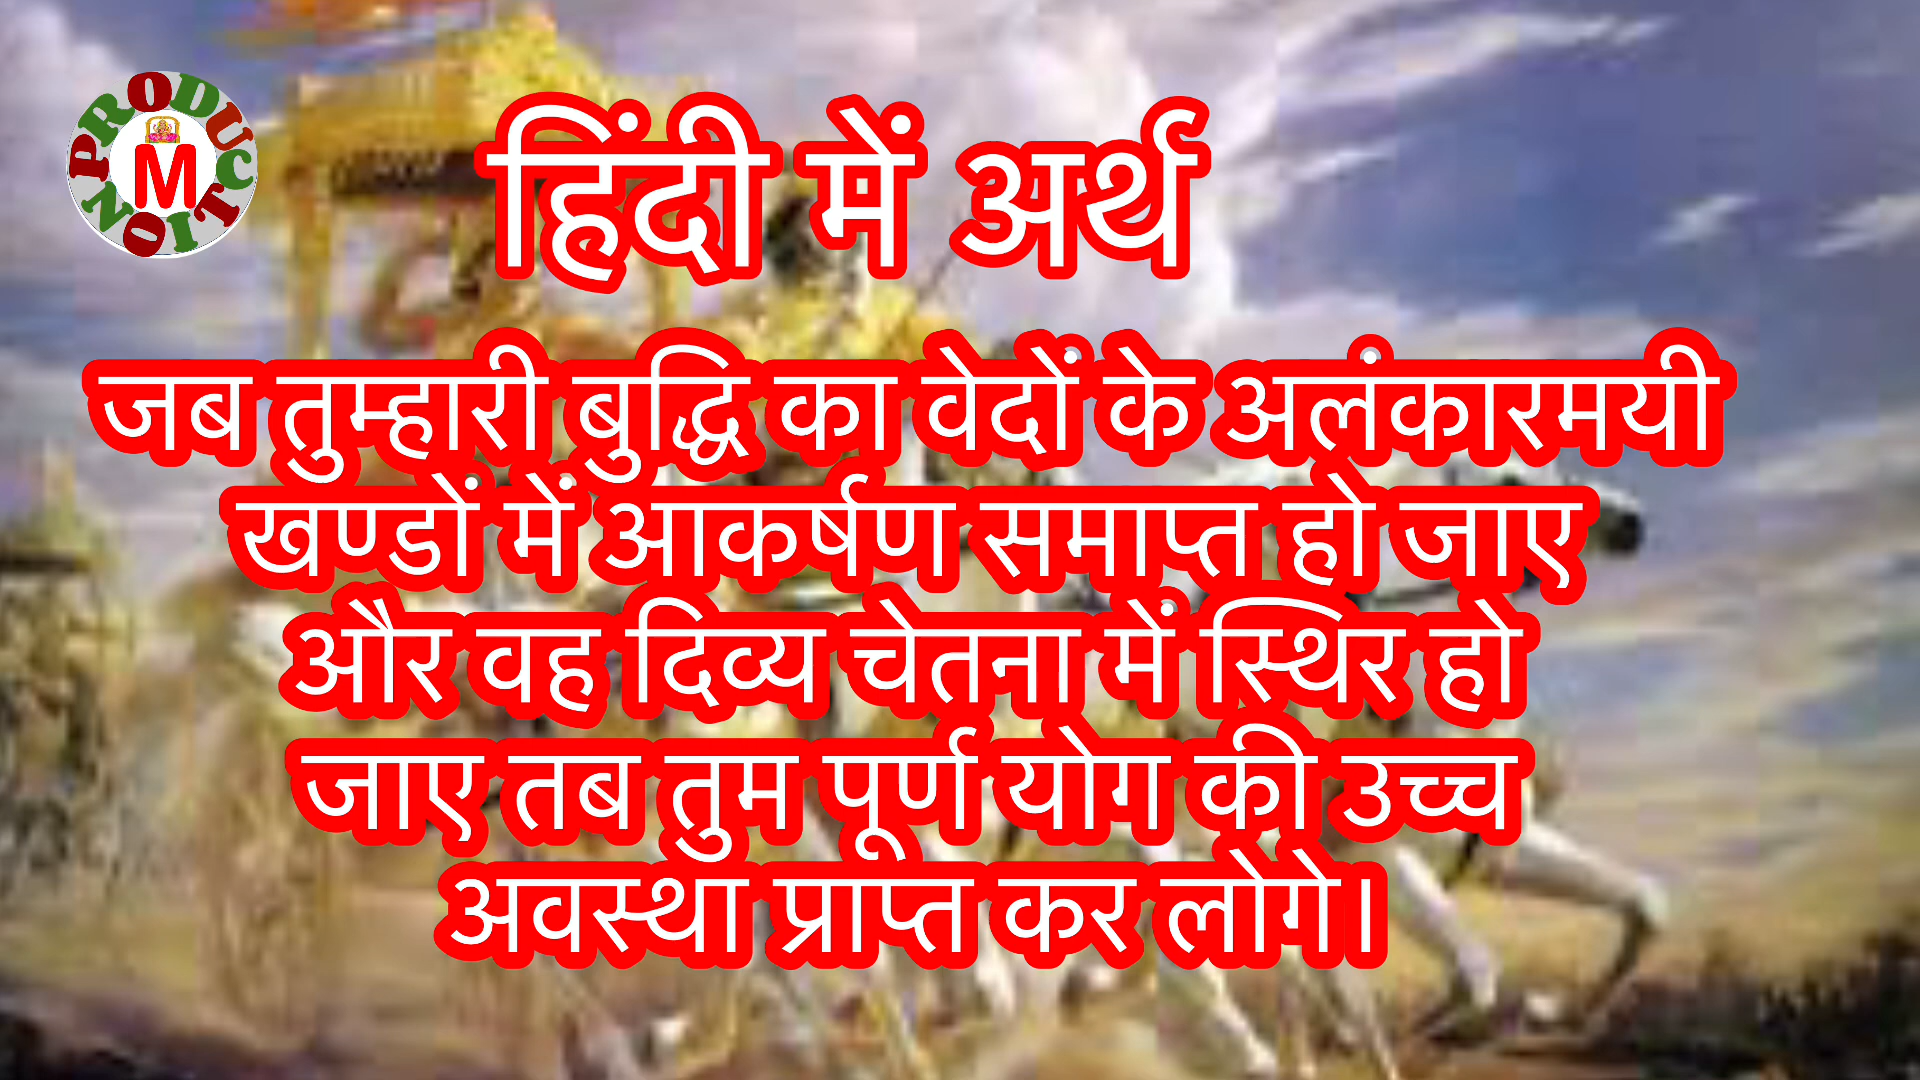 PRODUCTION
M
हिंदी में अर्थ
जब तुम्हारी बुद्धि का वेदों के अलंकारमयी
खण्डों में आकर्षण समाप्त हो जाए
और वह दिव्य चेतना में स्थिर हो
जाए तब तुम पूर्ण योग की उच्च
अवस्था प्राप्त कर लोगे।